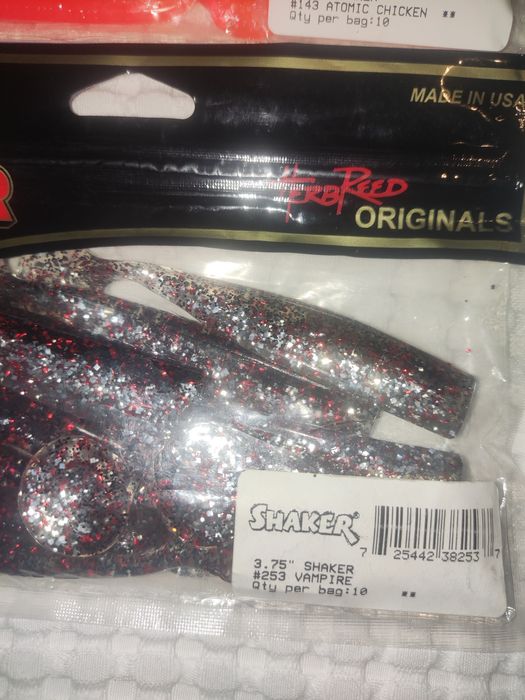 #143 ATOMIC CHICKEN
Qty per bag:10 **
MADE IN USA
HERB REED
ORIGINALS
SHAKER
7 25442 38253 7
3.75" SHAKER
#253 VAMPIRE
Qty per bag:10 **